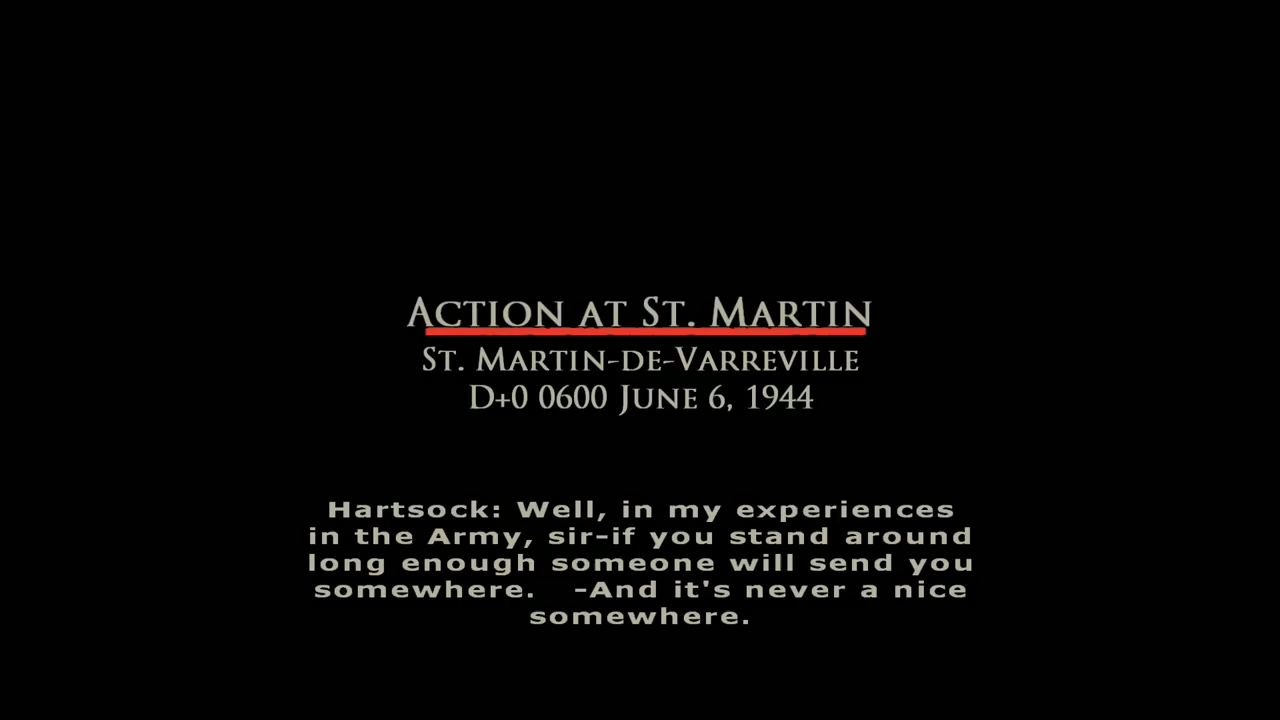 Action at St. Martin
St. Martin-de-Varreville
D+0 0600 June 6, 1944
Hartsock: Well, in my experiences
in the Army, sir-if you stand around
long enough someone will send you
somewhere.   -And it's never a nice
somewhere.